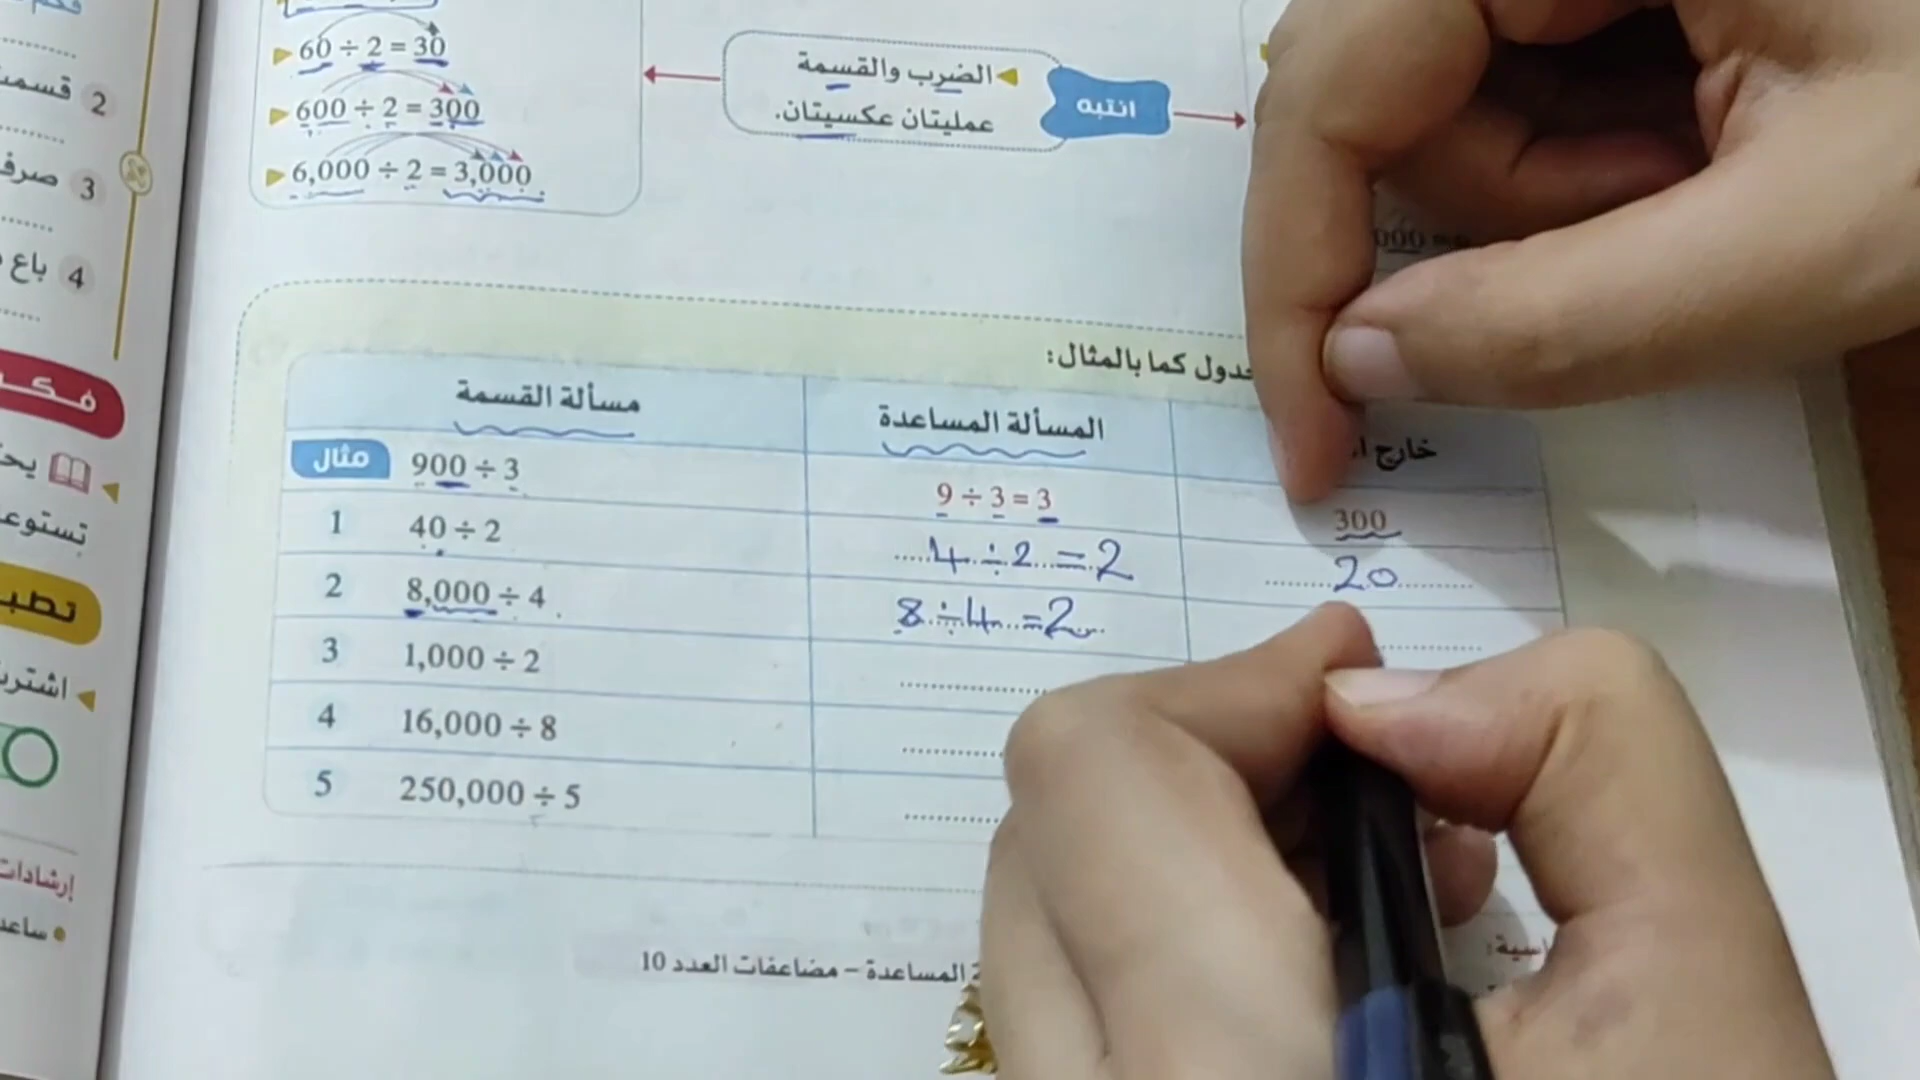 60 ÷ 2 = 30
600 ÷ 2 = 300
6,000 ÷ 2 = 3,000
انتبه
الضرب والقسمة
عمليتان عكسيتان.
2
3 صرف
4 باع
كما بالمثال:
مسألة القسمة
المسألة المساعدة
خارج
مثال 900 ÷ 3
9 ÷ 3 = 3
300
1 40 ÷ 2
4 ÷ 2 = 2
20
2 8,000 ÷ 4
8 ÷ 4 = 2
3 1,000 ÷ 2
4 16,000 ÷ 8
5 250,000 ÷ 5
المساعدة – مضاعفات العدد 10
إرشادات